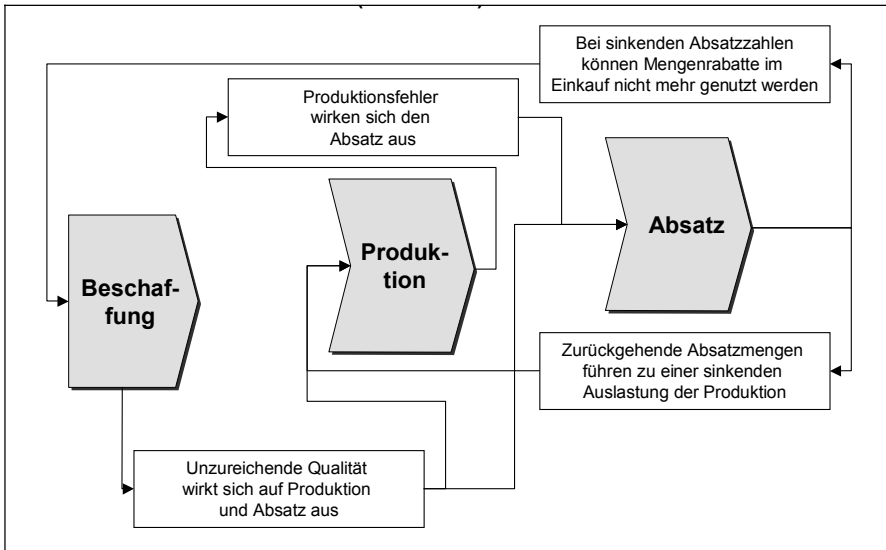 Bei sinkenden Absatzzahlen
können Mengenrabatte im
Einkauf nicht mehr genutzt werden
Produktionsfehler
wirken sich den
Absatz aus
Absatz
Produk-
tion
Beschaf-
fung
Zurückgehende Absatzmengen
führen zu einer sinkenden
Auslastung der Produktion
Unzureichende Qualität
wirkt sich auf Produktion
und Absatz aus